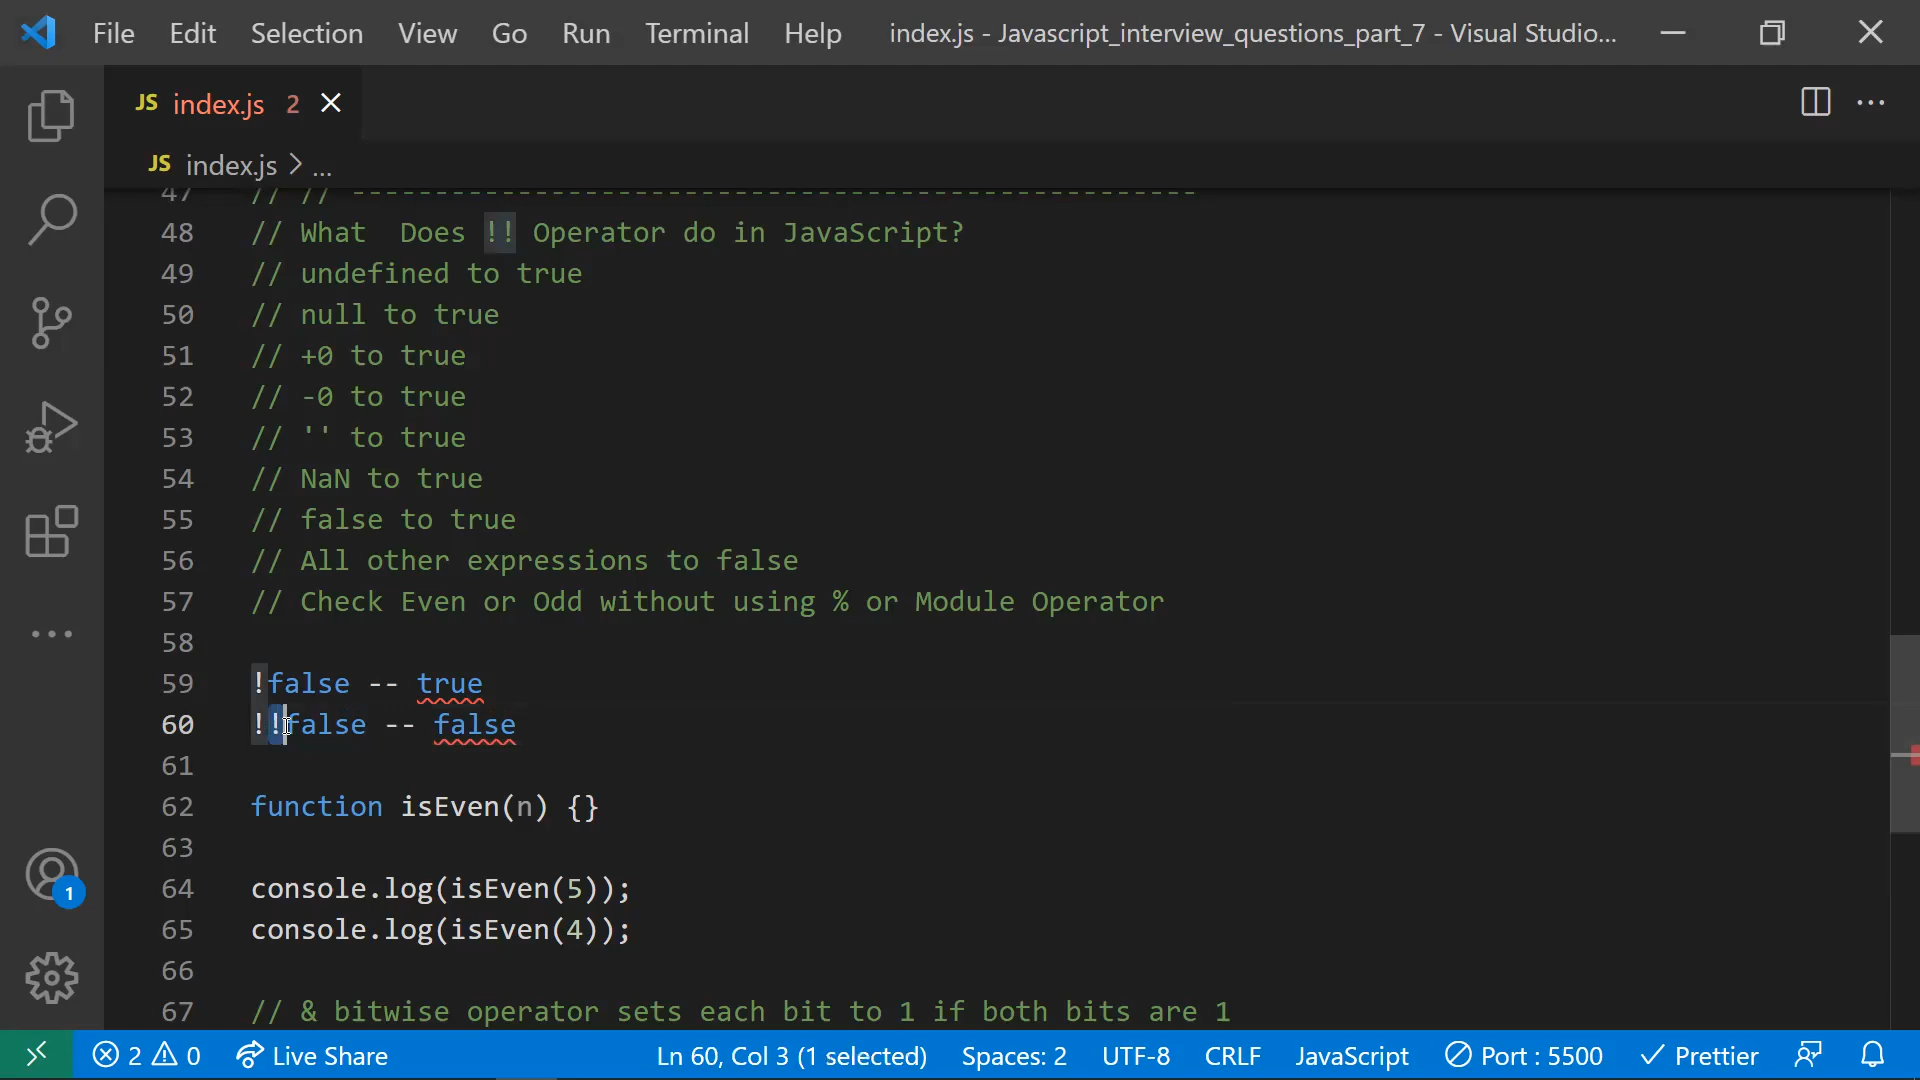 File Edit Selection View Go Run Terminal Help index.js - Javascript_interview_questions_part_7 - Visual Studio...
JS index.js 2
JS index.js > ...
47 // // ---------------------------------------------------
48 // What  Does !! Operator do in JavaScript?
49 // undefined to true
50 // null to true
51 // +0 to true
52 // -0 to true
53 // '' to true
54 // NaN to true
55 // false to true
56 // All other expressions to false
57 // Check Even or Odd without using % or Module Operator
58
59 !false -- true
60 !!false -- false
61
62 function isEven(n) {}
63
64 console.log(isEven(5));
65 console.log(isEven(4));
66
67 // & bitwise operator sets each bit to 1 if both bits are 1
1
2 0 Live Share Ln 60, Col 3 (1 selected) Spaces: 2 UTF-8 CRLF JavaScript Port : 5500 Prettier